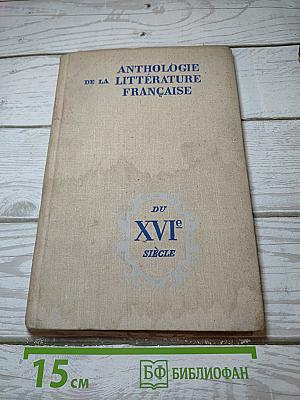 ANTHOLOGIE
DE LA LITTÉRATURE
FRANÇAISE
DU
XVIe
SIÈCLE
15 см
БФ БИБЛИОФАН